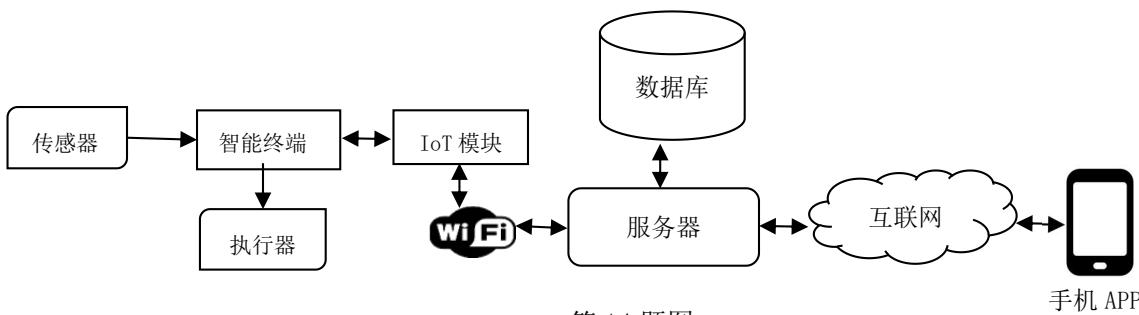 数据库
传感器
智能终端
IoT 模块
执行器
WiFi
服务器
互联网
手机 APP